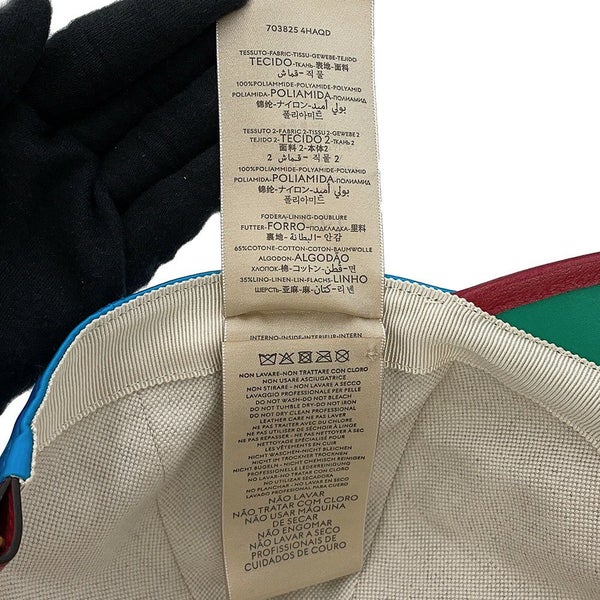 703825 4HAQD
TESSUTO-FABRIC-TISSU-GEWEBE-TEJIDO
TECIDO-ТКАНЬ-裏地-面料
직물-قماش
100%POLIAMMIDE-POLYAMIDE-POLYAMID
POLIAMIDA-POLIAMIDA-ПОЛИАМИД
锦纶-ナイロン-بولي أميد
폴리아미드
TESSUTO 2-FABRIC 2-TISSU 2-GEWEBE 2
TEJIDO 2-TECIDO 2-ТКАНЬ 2
面料 2-本体2
직물 2-قماش 2
100%POLIAMMIDE-POLYAMIDE-POLYAMID
POLIAMIDA-POLIAMIDA-ПОЛИАМИД
锦纶-ナイロン-بولي أميد
폴리아미드
FODERA-LINING-DOUBLURE
FUTTER-FORRO-ПОДКЛАДКА-里料
裏地-البطانة-안감
65%COTONE-COTTON-COTON-BAUMWOLLE
ALGODON-ALGODÃO
ХЛОПОК-棉-コットン-قطن-면
35%LINO-LINEN-LIN-FLACHS-LINHO
ШЕРСТЬ-亚麻-麻-كتان-리넨
INTERNO-INSIDE-INTERIEUR-INTERN
NON LAVARE-NON TRATTARE CON CLORO
NON USARE ASCIUGATRICE
NON STIRARE - NON LAVARE A SECCO
LAVAGGIO PROFESSIONALE PER PELLE
DO NOT WASH-DO NOT BLEACH
DO NOT TUMBLE DRY-DO NOT IRON
DO NOT DRY CLEAN PROFESSIONAL
LEATHER CARE NE PAS LAVER
NE PAS TRAITER AVEC DU CHLORE.
NE PAS UTILISER DE SÉCHOIR À LINGE
NE PAS REPASSER - NE PAS NETTOYER À SEC
NETTOYAGE SPÉCIALISÉ POUR
LES VÊTEMENTS EN CUIR
NICHT WASCHEN-NICHT BLEICHEN
NICHT IM TROCKNER TROCKNEN
NICHT BÜGELN - NICHT CHEMISCH REINIGEN
PROFESSIONELLE LEDERREINIGUNG
NO LAVAR-NO TRATAR CON CLORO
NO UTILIZAR SECADORA
NO PLANCHAR - NO LAVAR EN SECO
LAVADO PROFESIONAL PARA CUERO
NÃO LAVAR
NÃO TRATAR COM CLORO
NÃO USAR MÁQUINA
DE SECAR
NÃO ENGOMAR
NÃO LAVAR A SECO
PROFISSIONAIS DE
CUIDADOS DE COURO